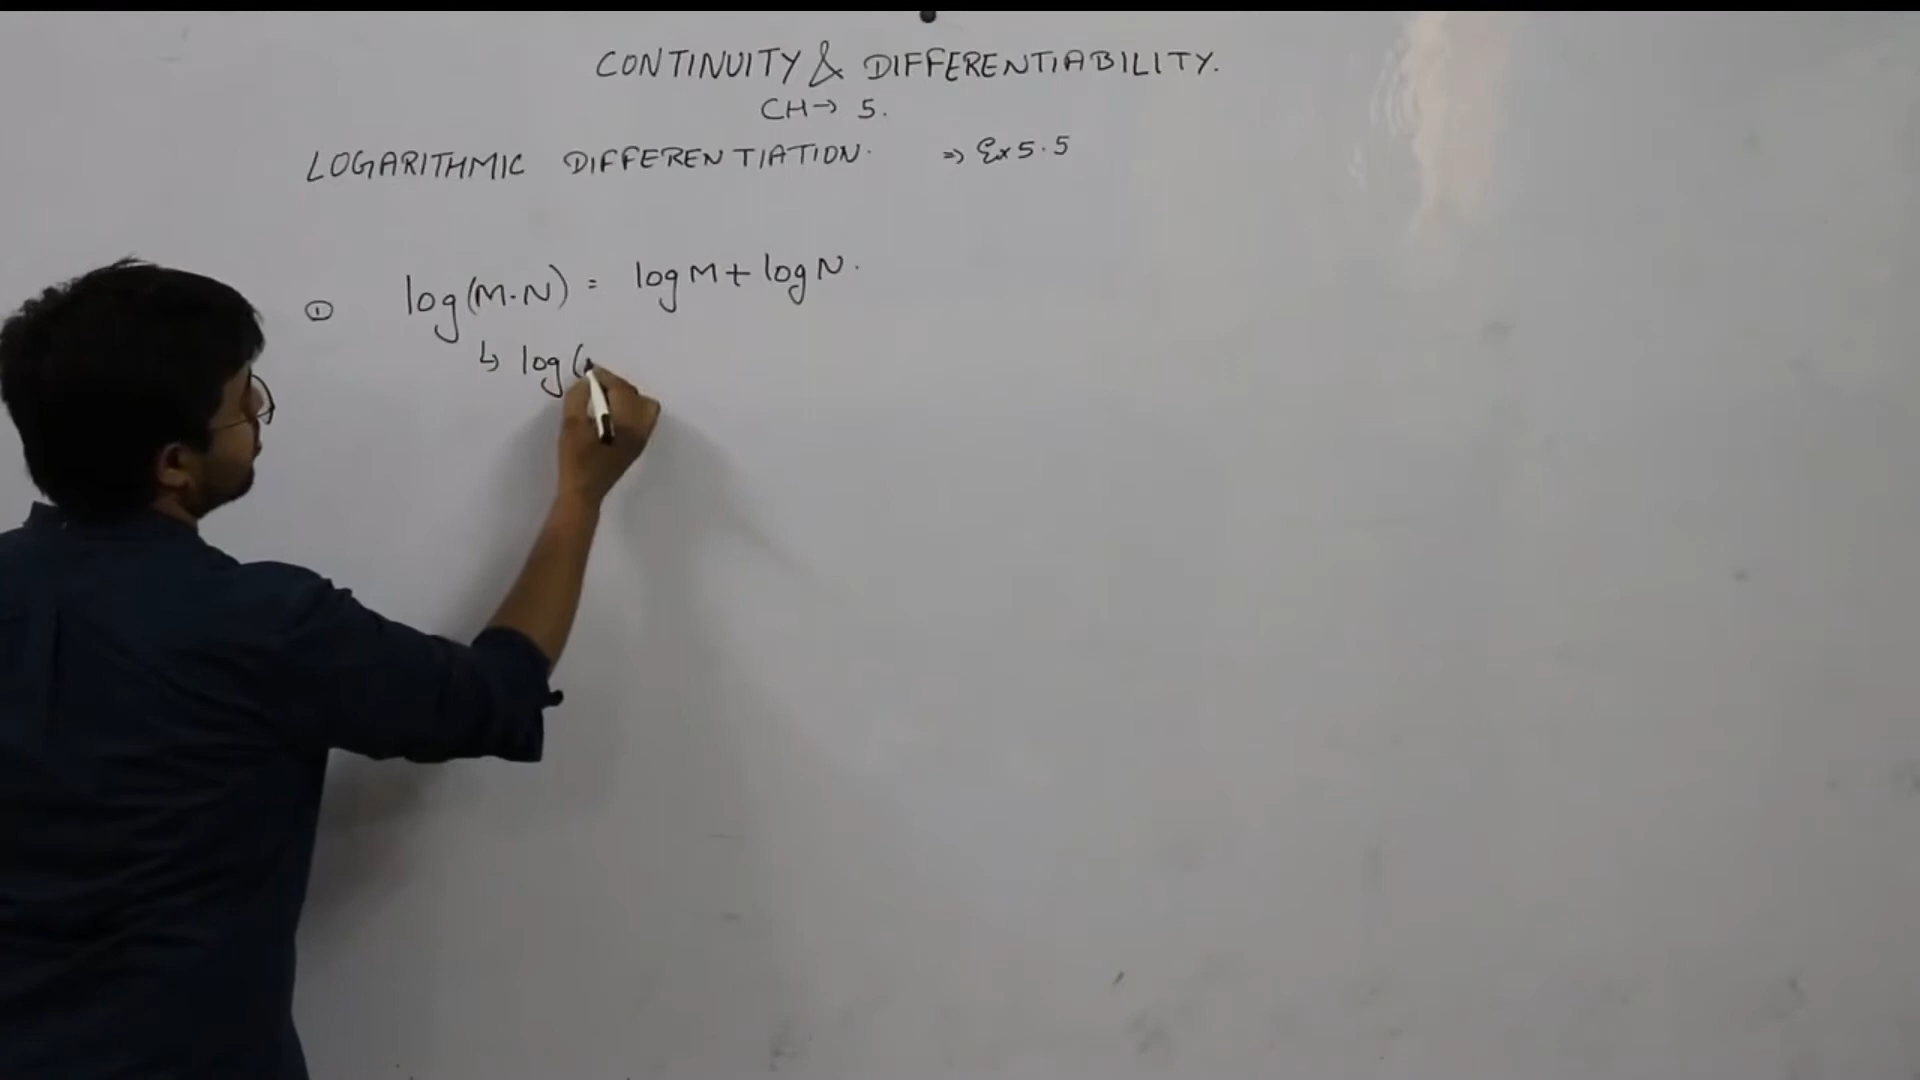 CONTINUITY & DIFFERENTIABILITY.
CH→ 5.
LOGARITHMIC DIFFERENTIATION. ⇒ Ex 5.5
① log(M.N) = log M + log N.
↳ log (